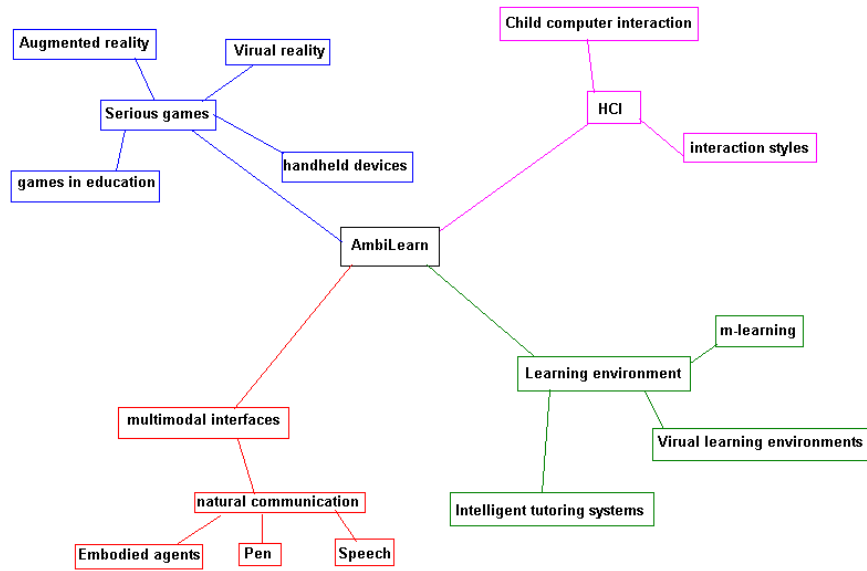 Child computer interaction
Augmented reality
Virual reality
Serious games
HCI
interaction styles
handheld devices
games in education
AmbiLearn
m-learning
Learning environment
multimodal interfaces
Virual learning environments
natural communication
Intelligent tutoring systems
Embodied agents
Pen
Speech